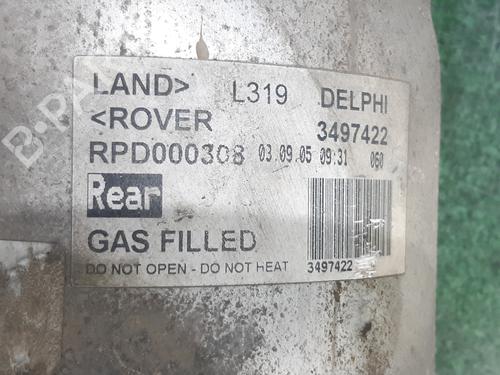 LAND> L319 DELPHI
<ROVER 3497422
RPD000308 03.09.05 09:31 060
Rear
GAS FILLED
DO NOT OPEN - DO NOT HEAT 3497422